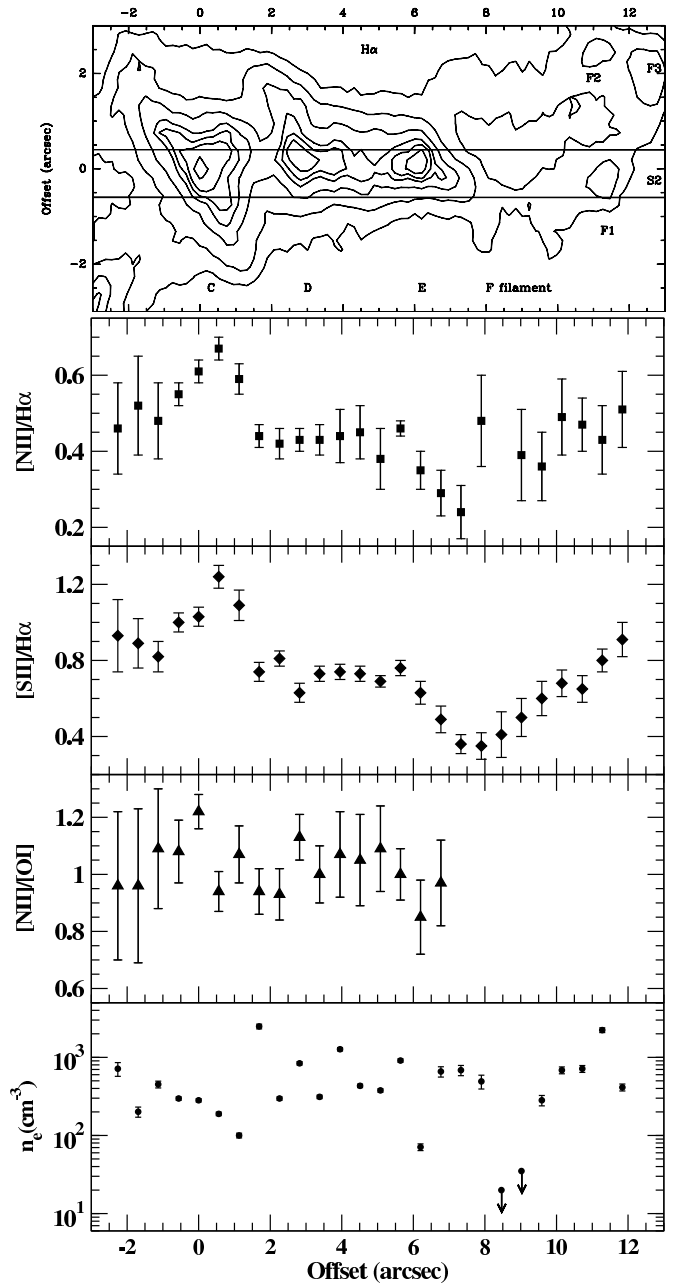 -2 0 2 4 6 8 10 12
Hα
F2
F3
2
0
-2
Offset (arcsec)
S2
F1
C D E F filament
0.6
0.4
0.2
[NII]/Hα
1.2
0.8
0.4
[SII]/Hα
1.2
1
0.8
0.6
[NII]/[OI]
10³
10²
10¹
nₑ(cm⁻³)
-2 0 2 4 6 8 10 12
Offset (arcsec)